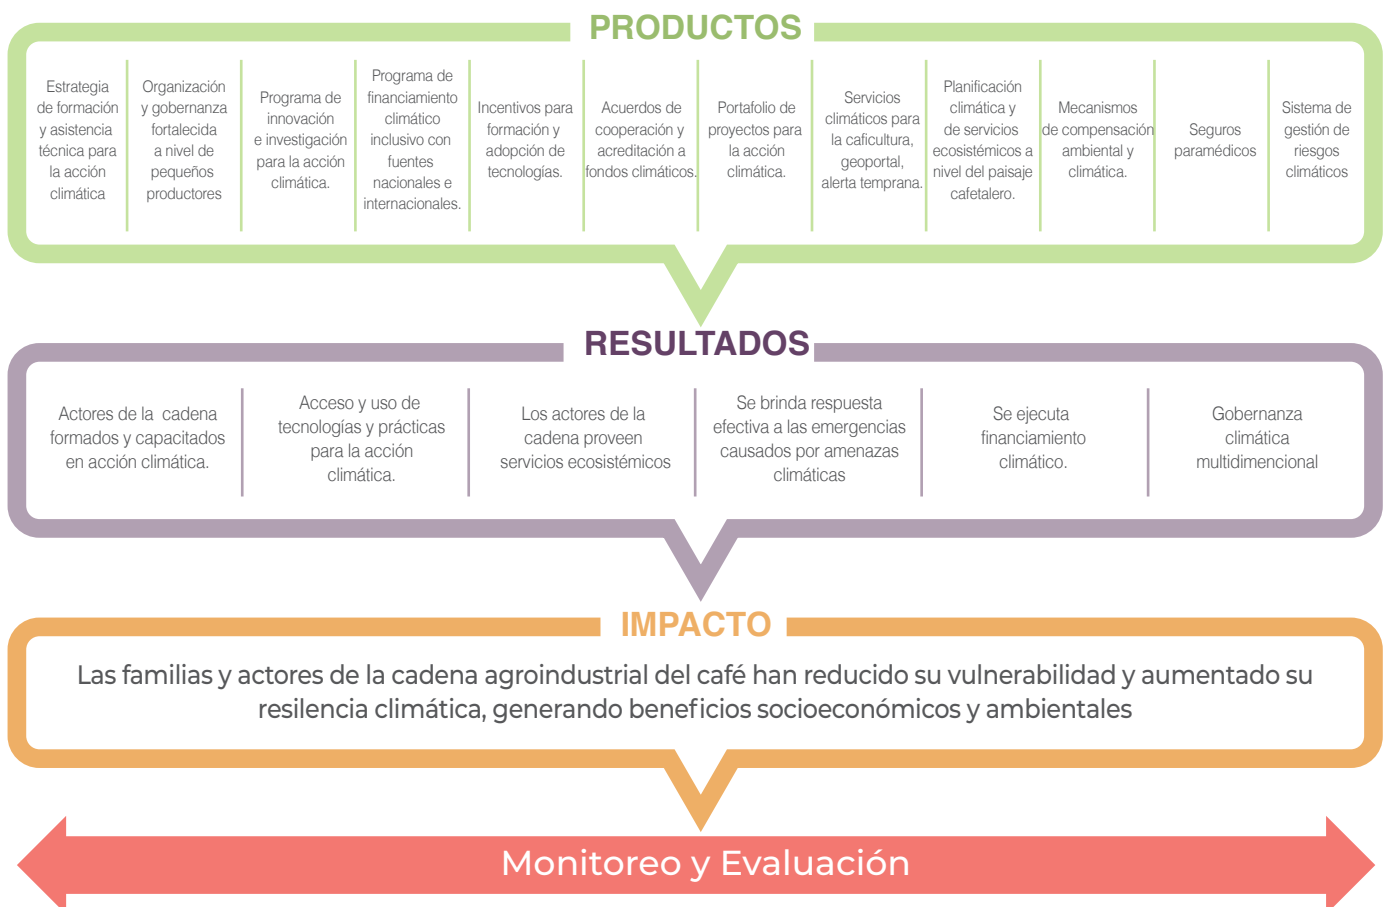 PRODUCTOS
Estrategia
de formación
y asistencia
técnica para
la acción
climática
Organización
y gobernanza
fortalecida
a nivel de
pequeños
productores
Programa de
innovación
e investigación
para la acción
climática.
Programa de
financiamiento
climático
inclusivo con
fuentes
nacionales e
internacionales.
Incentivos para
formación y
adopción de
tecnologías.
Acuerdos de
cooperación y
acreditación a
fondos climáticos.
Portafolio de
proyectos para
la acción
climática.
Servicios
climáticos para
la caficultura,
geoportal,
alerta temprana.
Planificación
climática y
de servicios
ecosistémicos a
nivel del paisaje
cafetalero.
Mecanismos
de compensación
ambiental y
climática.
Seguros
paramédicos
Sistema de
gestión de
riesgos
climáticos
RESULTADOS
Actores de la cadena
formados y capacitados
en acción climática.
Acceso y uso de
tecnologías y prácticas
para la acción
climática.
Los actores de la
cadena proveen
servicios ecosistémicos
Se brinda respuesta
efectiva a las emergencias
causados por amenazas
climáticas
Se ejecuta
financiamiento
climático.
Gobernanza
climática
multidimencional
IMPACTO
Las familias y actores de la cadena agroindustrial del café han reducido su vulnerabilidad y aumentado su
resilencia climática, generando beneficios socioeconómicos y ambientales
Monitoreo y Evaluación